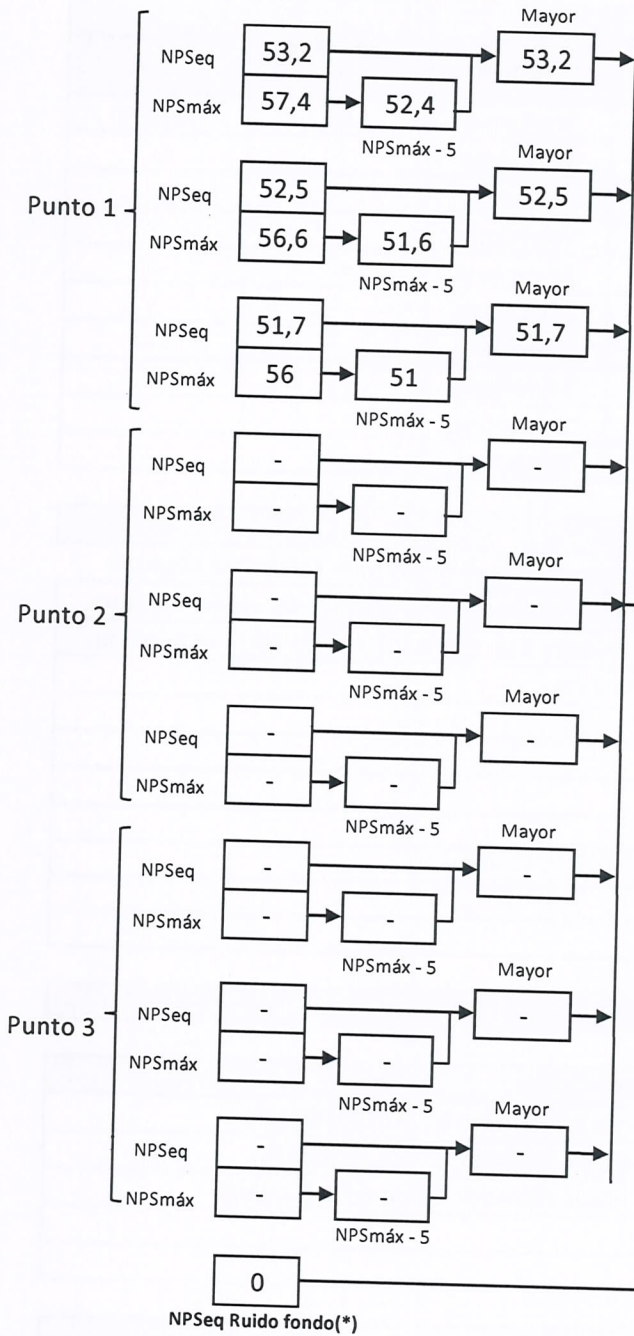 Mayor
NPSeq 53,2 53,2
NPSmáx 57,4 52,4
NPSmáx - 5
Mayor
NPSeq 52,5 52,5
Punto 1
NPSmáx 56,6 51,6
NPSmáx - 5
Mayor
NPSeq 51,7 51,7
NPSmáx 56 51
NPSmáx - 5
Mayor
NPSeq - -
NPSmáx - -
NPSmáx - 5
Mayor
NPSeq - -
Punto 2
NPSmáx - -
NPSmáx - 5
Mayor
NPSeq - -
NPSmáx - -
NPSmáx - 5
Mayor
NPSeq - -
NPSmáx - -
NPSmáx - 5
Mayor
NPSeq - -
Punto 3
NPSmáx - -
NPSmáx - 5
Mayor
NPSeq - -
NPSmáx - -
NPSmáx - 5
0
NPSeq Ruido fondo(*)